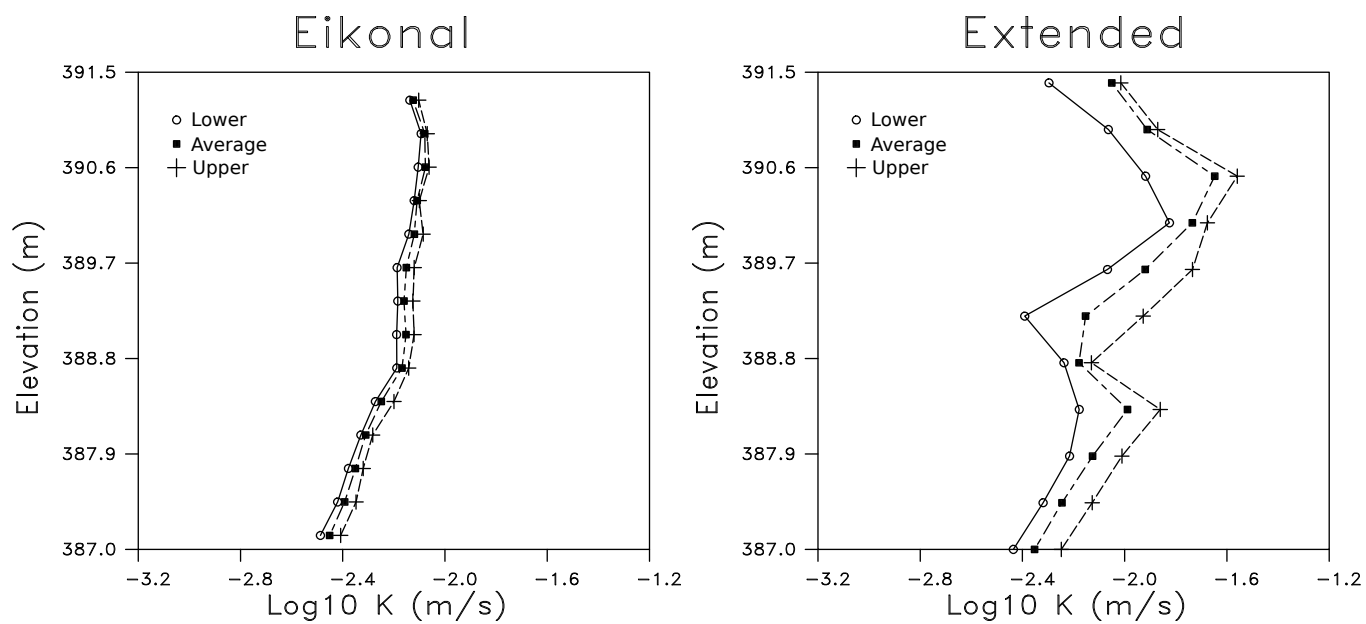 Eikonal
391.5
390.6
389.7
388.8
387.9
387.0
Elevation (m)
Lower
Average
Upper
−3.2 −2.8 −2.4 −2.0 −1.6 −1.2
Log10 K (m/s)
Extended
391.5
390.6
389.7
388.8
387.9
387.0
Elevation (m)
Lower
Average
Upper
−3.2 −2.8 −2.4 −2.0 −1.6 −1.2
Log10 K (m/s)